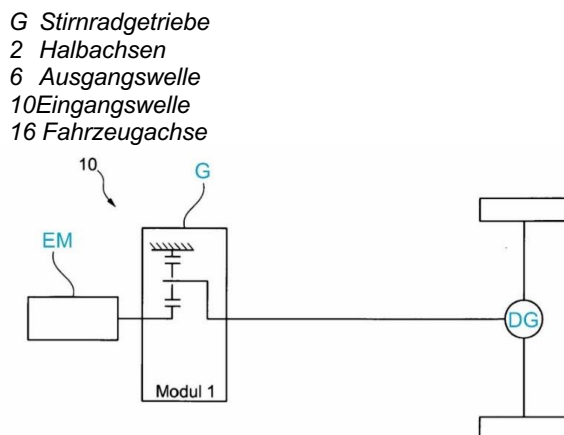 G Stirnradgetriebe
2 Halbachsen
6 Ausgangswelle
10Eingangswelle
16 Fahrzeugachse
10
G
EM
DG
Modul 1